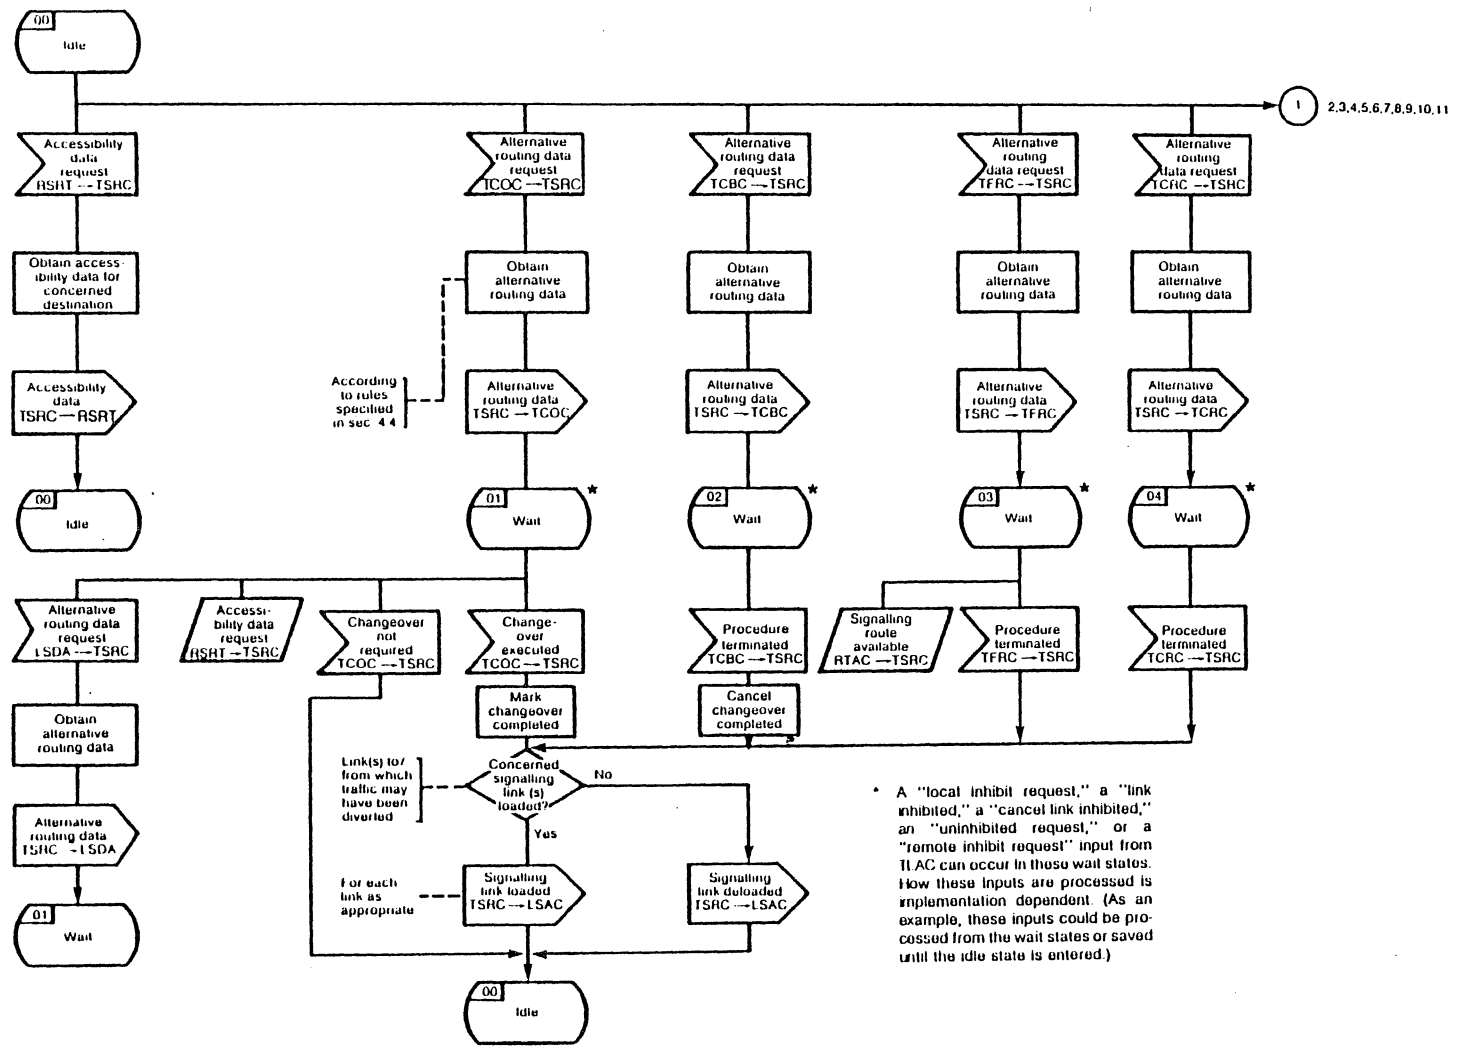 00
Idle
1
2,3,4,5,6,7,8,9,10,11
Accessibility
data
request
RSRT → TSRC
Alternative
routing data
request
TCOC → TSRC
Alternative
routing data
request
TCBC → TSRC
Alternative
routing
data request
TFRC → TSRC
Alternative
routing
data request
TCRC → TSRC
Obtain access-
ibility data for
concerned
destination
Obtain
alternative
routing data
Obtain
alternative
routing data
Obtain
alternative
routing data
Obtain
alternative
routing data
Accessibility
data
TSRC → RSRT
According
to rules
specified
in sec 4.4
Alternative
routing data
TSRC → TCOC
Alternative
routing data
TSRC → TCBC
Alternative
routing data
TSRC → TFRC
Alternative
routing data
TSRC → TCRC
00
Idle
01
Wait
*
02
Wait
*
03
Wait
*
04
Wait
*
Alternative
routing data
request
LSDA → TSRC
Accessi-
bility data
request
RSRT → TSRC
Changeover
not
required
TCOC → TSRC
Change-
over
executed
TCOC → TSRC
Procedure
terminated
TCBC → TSRC
Signalling
route
available
RTAC → TSRC
Procedure
terminated
TFRC → TSRC
Procedure
terminated
TCRC → TSRC
Mark
changeover
completed
Cancel
changeover
completed
Obtain
alternative
routing data
Link(s) to/
from which
traffic may
have been
diverted
Concerned
signalling
link (s)
loaded?
No
Yes
Alternative
routing data
TSRC → LSDA
For each
link as
appropriate
Signalling
link loaded
TSRC → LSAC
Signalling
link deloaded
TSRC → LSAC
01
Wait
00
Idle
* A "local inhibit request," a "link
inhibited," a "cancel link inhibited,"
an "uninhibited request," or a
"remote inhibit request" input from
TLAC can occur in these wait states.
How these inputs are processed is
implementation dependent. (As an
example, these inputs could be pro-
cessed from the wait states or saved
until the idle state is entered.)